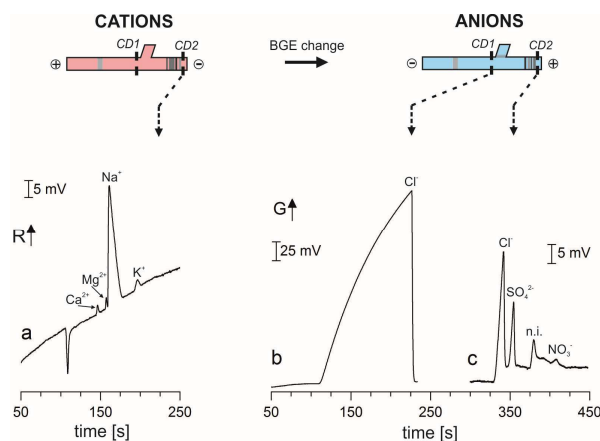 CATIONS
ANIONS
CD1
CD2
BGE change
CD1
CD2
⊕
⊖
⊖
⊕
5 mV
Na⁺
R
Mg²⁺
Ca²⁺
K⁺
a
Cl⁻
G
25 mV
b
Cl⁻
5 mV
SO₄²⁻
n.i.
NO₃⁻
c
50 150 250
time [s]
50 150 250 350 450
time [s]